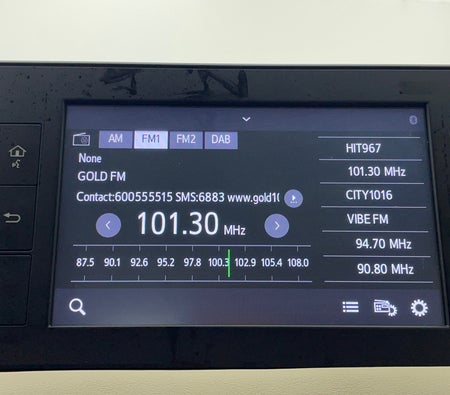 AM FM1 FM2 DAB
None
GOLD FM
Contact:600555515 SMS:6883 www.gold1
101.30 MHz
87.5 90.1 92.6 95.2 97.8 100.3 102.9 105.4 108.0
HIT967
101.30 MHz
CITY1016
VIBE FM
94.70 MHz
90.80 MHz